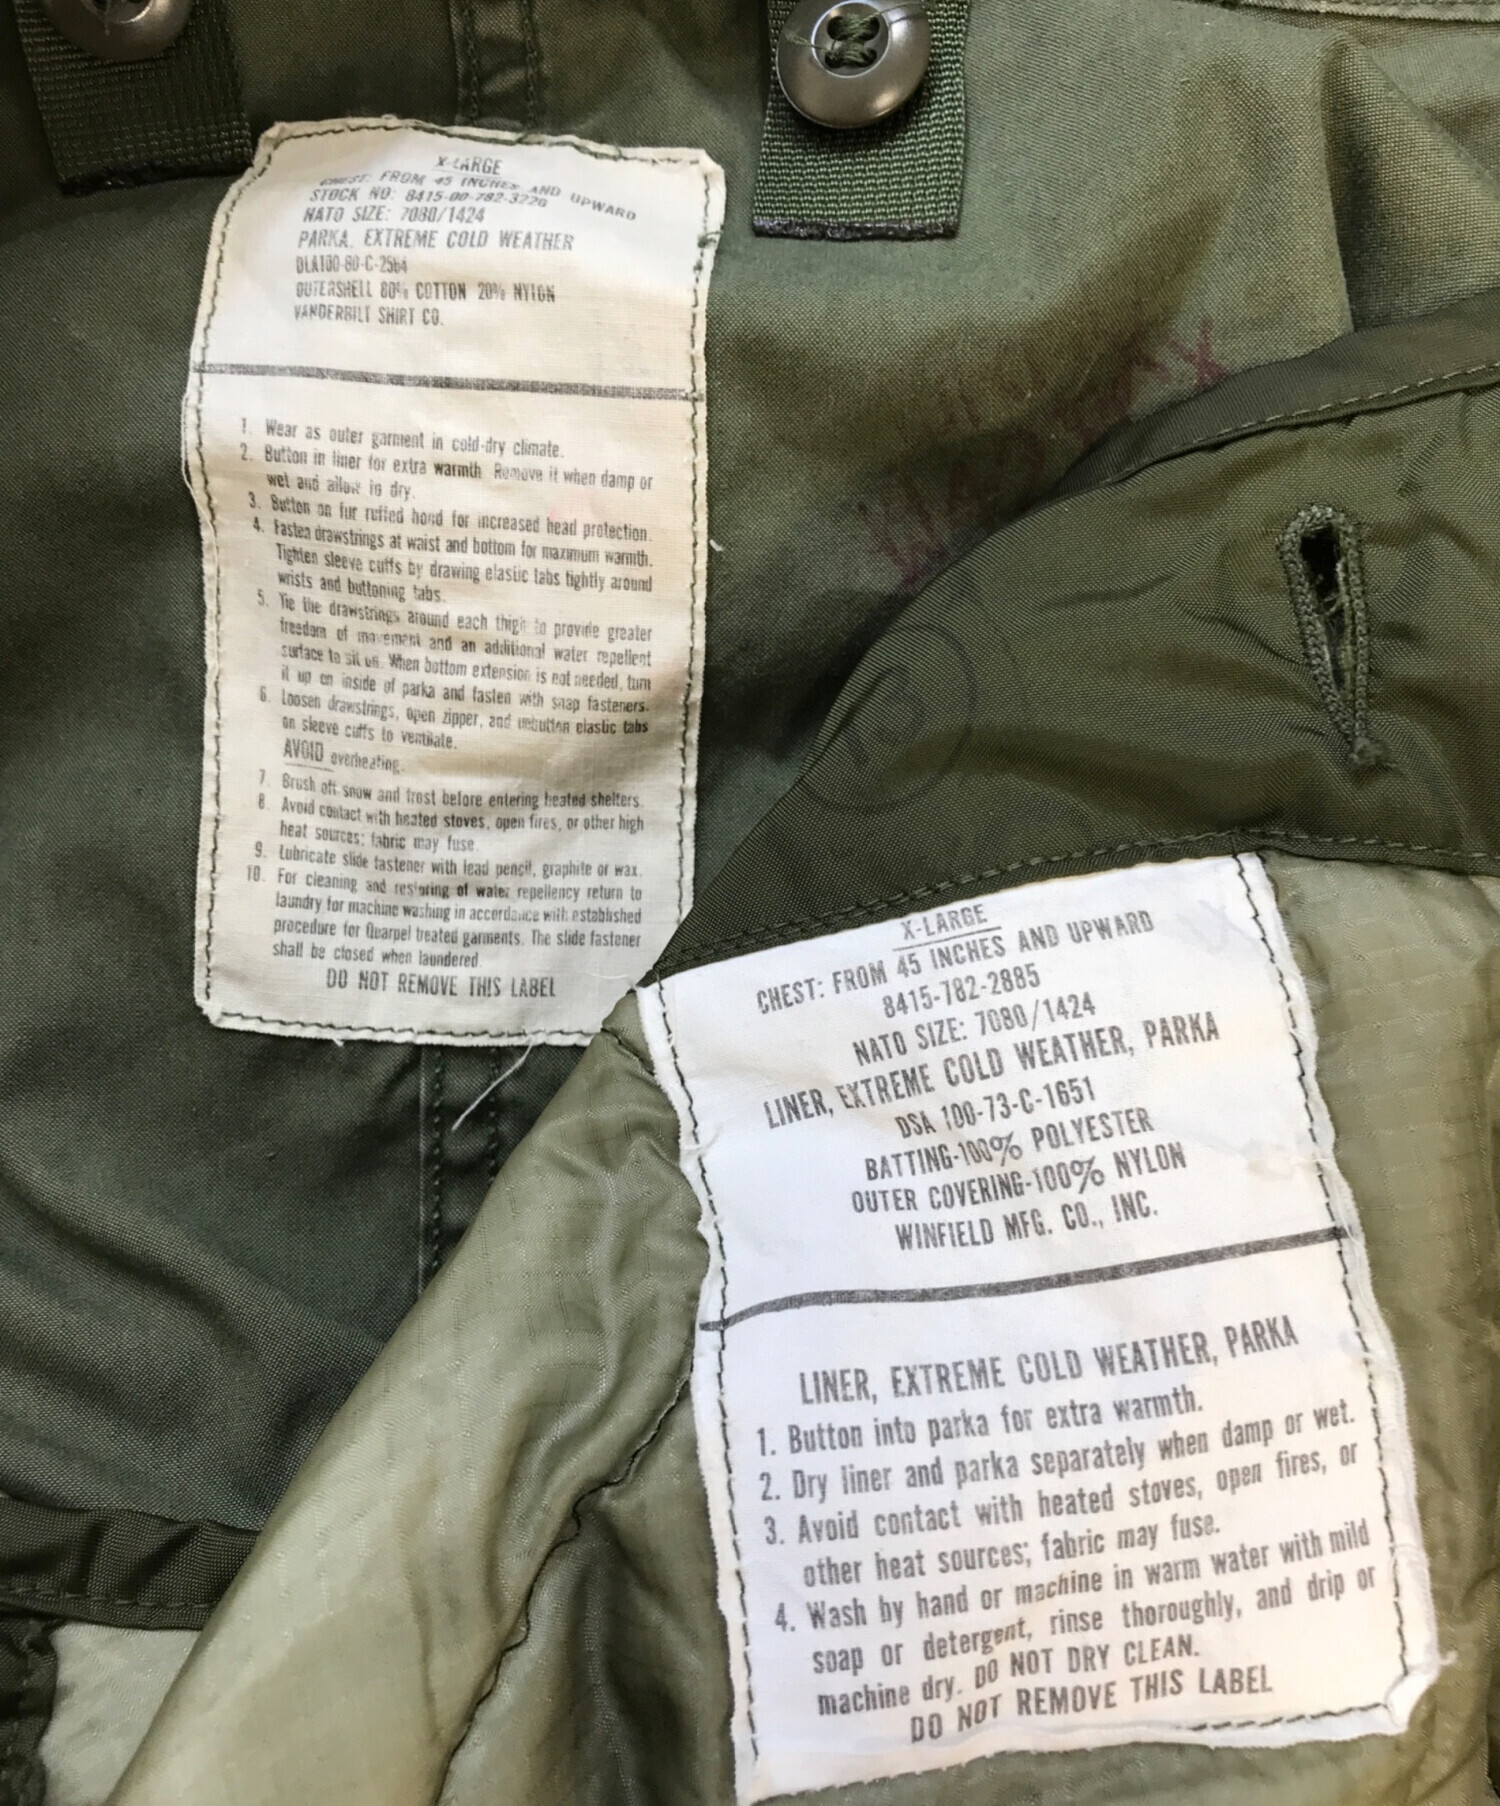 X-LARGE
CHEST: FROM 45 INCHES AND UPWARD
STOCK NO: 8415-00-782-3220
NATO SIZE: 7080/1424
PARKA, EXTREME COLD WEATHER
DLA100-80-C-2564
OUTERSHELL 80% COTTON 20% NYLON
VANDERBILT SHIRT CO.
1. Wear as outer garment in cold-dry climate.
2. Button in liner for extra warmth. Remove it when damp or
wet and allow to dry.
3. Button on fur ruffed hood for increased head protection.
4. Fasten drawstrings at waist and bottom for maximum warmth.
Tighten sleeve cuffs by drawing elastic tabs tightly around
wrists and buttoning tabs.
5. Tie the drawstrings around each thigh to provide greater
freedom of movement and an additional water repellent
surface to sit on. When bottom extension is not needed, turn
it up on inside of parka and fasten with snap fasteners.
6. Loosen drawstrings, open zipper, and unbutton elastic tabs
on sleeve cuffs to ventilate.
AVOID overheating.
7. Brush off snow and frost before entering heated shelters.
8. Avoid contact with heated stoves, open fires, or other high
heat sources; fabric may fuse.
9. Lubricate slide fastener with lead pencil, graphite or wax.
10. For cleaning and restoring of water repellency return to
laundry for machine washing in accordance with established
procedure for Quarpel treated garments. The slide fastener
shall be closed when laundered.
DO NOT REMOVE THIS LABEL
X-LARGE
CHEST: FROM 45 INCHES AND UPWARD
8415-782-2885
NATO SIZE: 7080/1424
LINER, EXTREME COLD WEATHER, PARKA
DSA 100-73-C-1651
BATTING-100% POLYESTER
OUTER COVERING-100% NYLON
WINFIELD MFG. CO., INC.
LINER, EXTREME COLD WEATHER, PARKA
1. Button into parka for extra warmth.
2. Dry liner and parka separately when damp or wet.
3. Avoid contact with heated stoves, open fires, or
other heat sources; fabric may fuse.
4. Wash by hand or machine in warm water with mild
soap or detergent, rinse thoroughly, and drip or
machine dry. DO NOT DRY CLEAN.
DO NOT REMOVE THIS LABEL